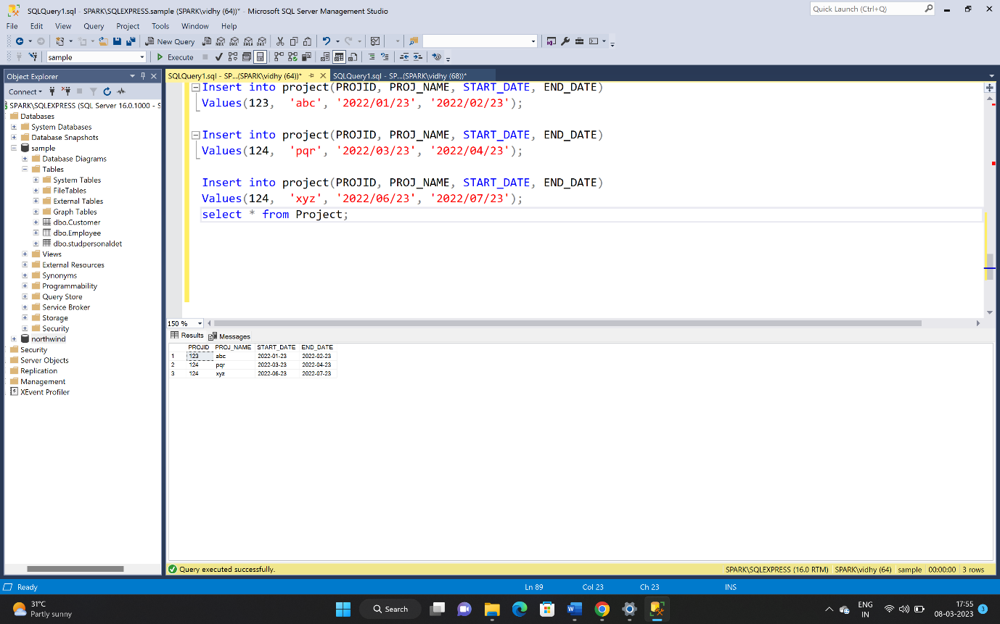 SQLQuery1.sql - SPARK\SQLEXPRESS.sample (SPARK\vidhy (64))* - Microsoft SQL Server Management Studio
Quick Launch (Ctrl+Q)
File Edit View Query Project Tools Window Help
New Query
sample
Execute
Object Explorer
Connect
SPARK\SQLEXPRESS (SQL Server 16.0.1000 - S
Databases
System Databases
Database Snapshots
sample
Database Diagrams
Tables
System Tables
FileTables
External Tables
Graph Tables
dbo.Customer
dbo.Employee
dbo.studpersonaldet
Views
External Resources
Synonyms
Programmability
Query Store
Service Broker
Storage
Security
northwind
Security
Server Objects
Replication
Management
XEvent Profiler
SQLQuery1.sql - SP...(SPARK\vidhy (64))* SQLQuery1.sql - SP...(SPARK\vidhy (68))*
Insert into project(PROJID, PROJ_NAME, START_DATE, END_DATE)
Values(123, 'abc', '2022/01/23', '2022/02/23');
Insert into project(PROJID, PROJ_NAME, START_DATE, END_DATE)
Values(124, 'pqr', '2022/03/23', '2022/04/23');
Insert into project(PROJID, PROJ_NAME, START_DATE, END_DATE)
Values(124, 'xyz', '2022/06/23', '2022/07/23');
select * from Project;
150 %
Results Messages
PROJID PROJ_NAME START_DATE END_DATE
1 123 abc 2022-01-23 2022-02-23
2 124 pqr 2022-03-23 2022-04-23
3 124 xyz 2022-06-23 2022-07-23
Query executed successfully.
SPARK\SQLEXPRESS (16.0 RTM) SPARK\vidhy (64) sample 00:00:00 3 rows
Ready Ln 89 Col 23 Ch 23 INS
31°C
Partly sunny
Search
ENG
IN
17:55
08-03-2023
3